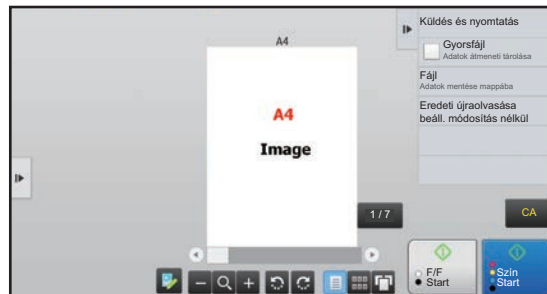 A4
A4
Image
1 / 7
Küldés és nyomtatás
Gyorsfájl
Adatok átmeneti tárolása
Fájl
Adatok mentése mappába
Eredeti újraolvasása
beáll. módosítás nélkül
CA
F/F
Start
Szín
Start